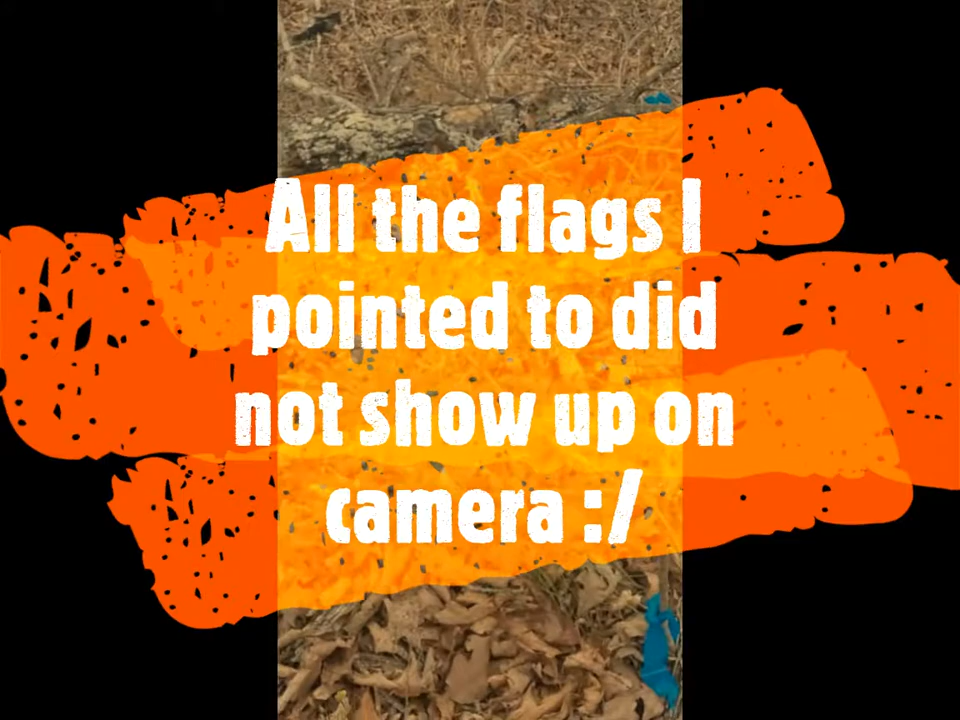 All the flags I
pointed to did
not show up on
camera :/